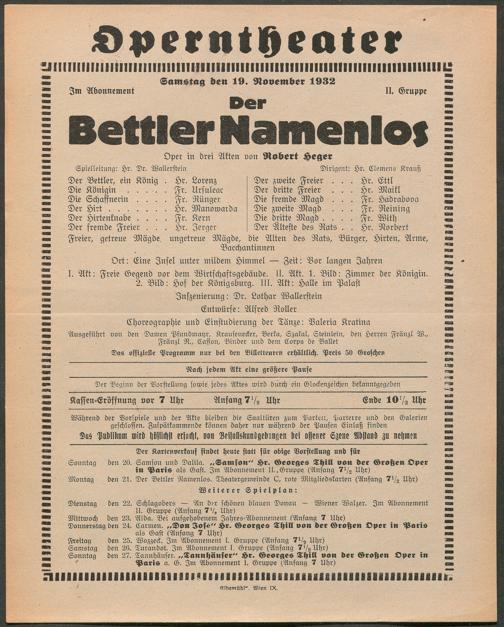 Operntheater
Samstag den 19. November 1932
Im Abonnement II. Gruppe
Der
Bettler Namenlos
Oper in drei Akten von Robert Heger
Spielleitung: Hr. Dr. Wallerstein Dirigent: Hr. Clemens Krauß
Der Bettler, ein König . Hr. Lorenz
Die Königin . . . . . Fr. Ursuleac
Die Schaffnerin . . . Fr. Rünger
Der Hirt . . . . . . Hr. Manowarda
Der Hirtenknabe . . . Fr. Kern
Der fremde Freier . . Hr. Jerger
Der zweite Freier . . . Hr. Ettl
Der dritte Freier . . . Hr. Maikl
Die fremde Magd . . . Fr. Hadrabova
Die zweite Magd . . . Fr. Reining
Die dritte Magd . . . Fr. With
Der Älteste des Rats . . Hr. Norbert
Freier, getreue Mägde, ungetreue Mägde, die Alten des Rats, Bürger, Hirten, Arme,
Bacchantinnen
Ort: Eine Insel unter mildem Himmel — Zeit: Vor langen Jahren
I. Akt: Freie Gegend vor dem Wirtschaftsgebäude. II. Akt. 1. Bild: Zimmer der Königin.
2. Bild: Hof der Königsburg. III. Akt: Halle im Palast
Inszenierung: Dr. Lothar Wallerstein
Entwürfe: Alfred Roller
Choreographie und Einstudierung der Tänze: Valeria Kratina
Ausgeführt von den Damen Pfundmayr, Krausenecker, Berka, Szakal, Steinlein, den Herren Fränzl W.,
Fränzl R., Caffon, Binder und dem Corps de Ballet
Das offizielle Programm nur bei den Billetteuren erhältlich. Preis 50 Groschen
Nach jedem Akt eine größere Pause
Der Beginn der Vorstellung sowie jedes Aktes wird durch ein Glockenzeichen bekanntgegeben
Kassen-Eröffnung vor 7 Uhr Anfang 7½ Uhr Ende 10½ Uhr
Während der Vorspiele und der Akte bleiben die Saaltüren zum Parkett, Parterre und den Galerien
geschlossen. Zuspätkommende können daher nur während der Pausen Einlaß finden
Das Publikum wird höflichst ersucht, von Beifallskundgebungen bei offener Szene Abstand zu nehmen
Der Kartenverkauf findet heute statt für obige Vorstellung und für
Sonntag den 20. Samson und Dalila. „Samson“ Hr. Georges Thill von der Großen Oper
in Paris als Gast. Im Abonnement II. Gruppe (Anfang 7½ Uhr)
Montag den 21. Der Bettler Namenlos. Theatergemeinde C, rote Mitgliedskarten (Anfang 7½ Uhr)
Weiterer Spielplan:
Dienstag den 22. Schlagobers — An der schönen blauen Donau — Wiener Walzer. Im Abonnement
II. Gruppe (Anfang 7½ Uhr)
Mittwoch den 23. Aida. Bei aufgehobenem Jahres-Abonnement (Anfang 7 Uhr)
Donnerstag den 24. Carmen. „Don José“ Hr. Georges Thill von der Großen Oper in Paris
als Gast (Anfang 7 Uhr)
Freitag den 25. Wozzeck. Im Abonnement I. Gruppe (Anfang 7½ Uhr)
Samstag den 26. Turandot. Im Abonnement I. Gruppe (Anfang 7½ Uhr)
Sonntag den 27. Tannhäuser. „Tannhäuser“ Hr. Georges Thill von der Großen Oper in
Paris a. G. Im Abonnement I. Gruppe (Anfang 7 Uhr)
„Elbemühl“, Wien IX.